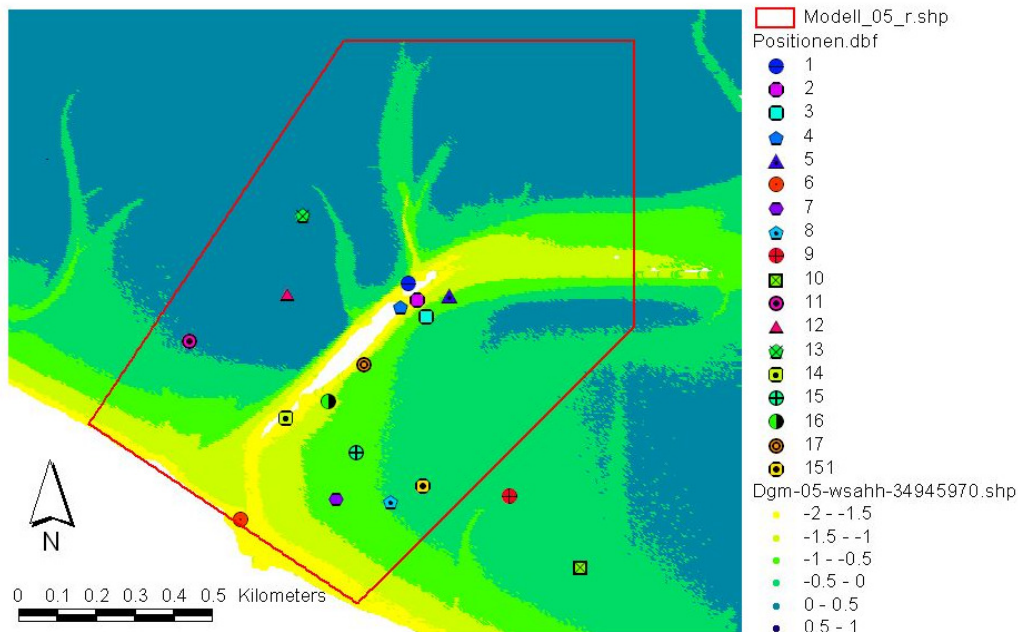 Modell_05_r.shp
Positionen.dbf
1
2
3
4
5
6
7
8
9
10
11
12
13
14
15
16
17
151
Dgm-05-wsahh-34945970.shp
-2 - -1.5
-1.5 - -1
-1 - -0.5
-0.5 - 0
0 - 0.5
0.5 - 1
N
0 0.1 0.2 0.3 0.4 0.5 Kilometers